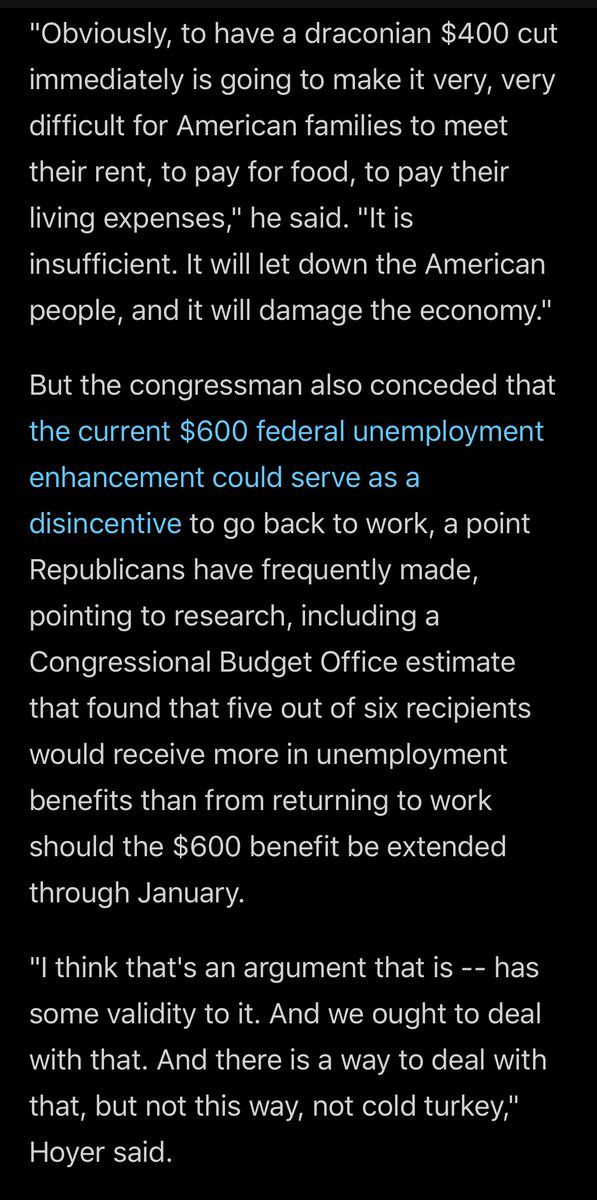 "Obviously, to have a draconian $400 cut
immediately is going to make it very, very
difficult for American families to meet
their rent, to pay for food, to pay their
living expenses," he said. "It is
insufficient. It will let down the American
people, and it will damage the economy."
But the congressman also conceded that
the current $600 federal unemployment
enhancement could serve as a
disincentive to go back to work, a point
Republicans have frequently made,
pointing to research, including a
Congressional Budget Office estimate
that found that five out of six recipients
would receive more in unemployment
benefits than from returning to work
should the $600 benefit be extended
through January.
"I think that's an argument that is -- has
some validity to it. And we ought to deal
with that. And there is a way to deal with
that, but not this way, not cold turkey,"
Hoyer said.